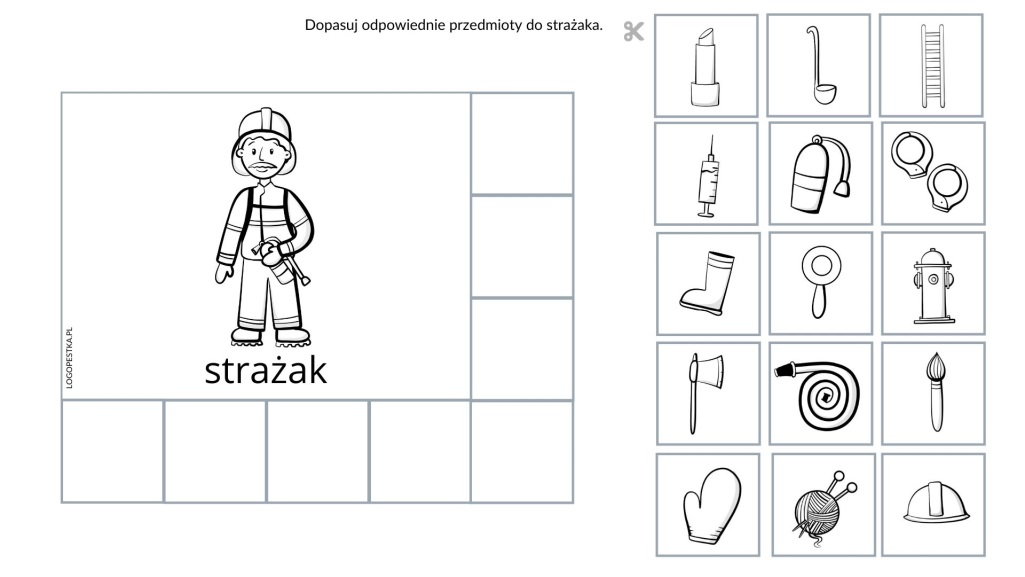 Dopasuj odpowiednie przedmioty do strażaka.
strażak
LOGOPESTKA.PL